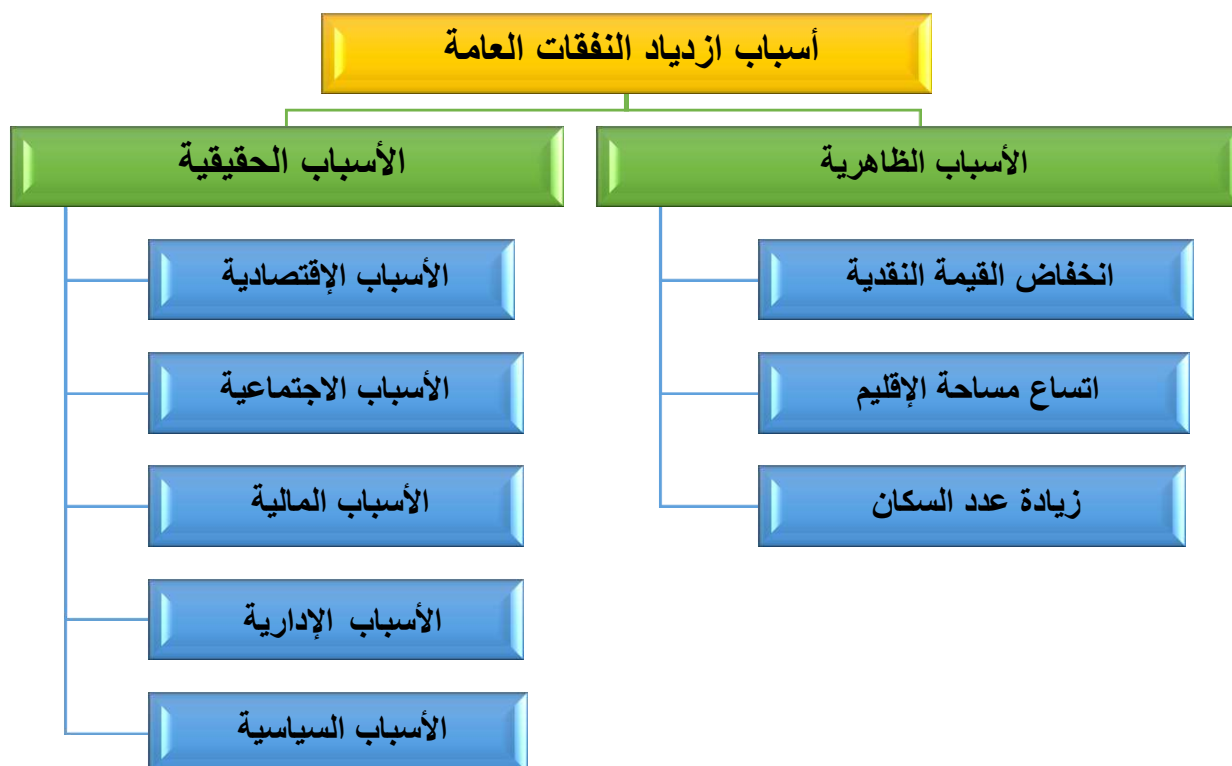 أسباب ازدياد النفقات العامة
الأسباب الظاهرية
انخفاض القيمة النقدية
اتساع مساحة الإقليم
زيادة عدد السكان
الأسباب الحقيقية
الأسباب الإقتصادية
الأسباب الاجتماعية
الأسباب المالية
الأسباب الإدارية
الأسباب السياسية